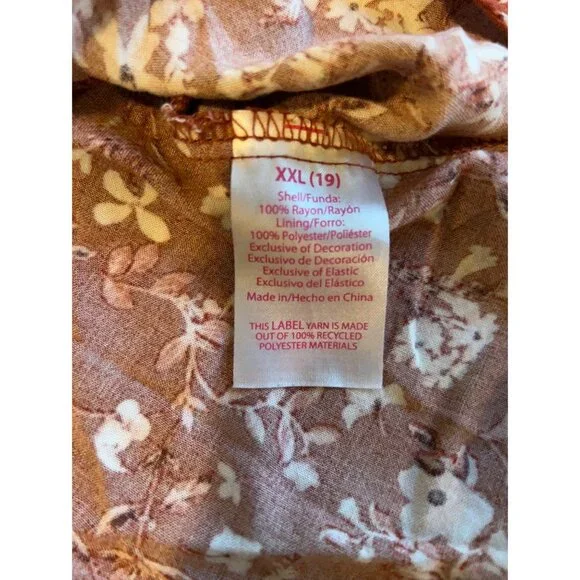 XXL (19)
Shell/Funda:
100% Rayon/Rayón
Lining/Forro:
100% Polyester/Poliéster
Exclusive of Decoration
Exclusivo de Decoración
Exclusive of Elastic
Exclusivo del Elástico
Made in/Hecho en China
THIS LABEL YARN IS MADE
OUT OF 100% RECYCLED
POLYESTER MATERIALS